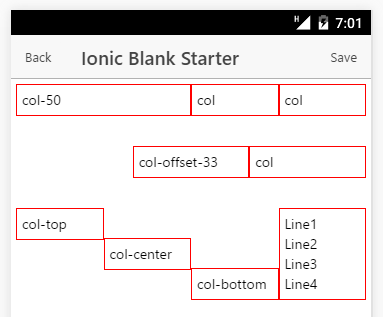 H 7:01
Back Ionic Blank Starter Save
col-50 col col
col-offset-33 col
col-top
col-center
col-bottom
Line1
Line2
Line3
Line4